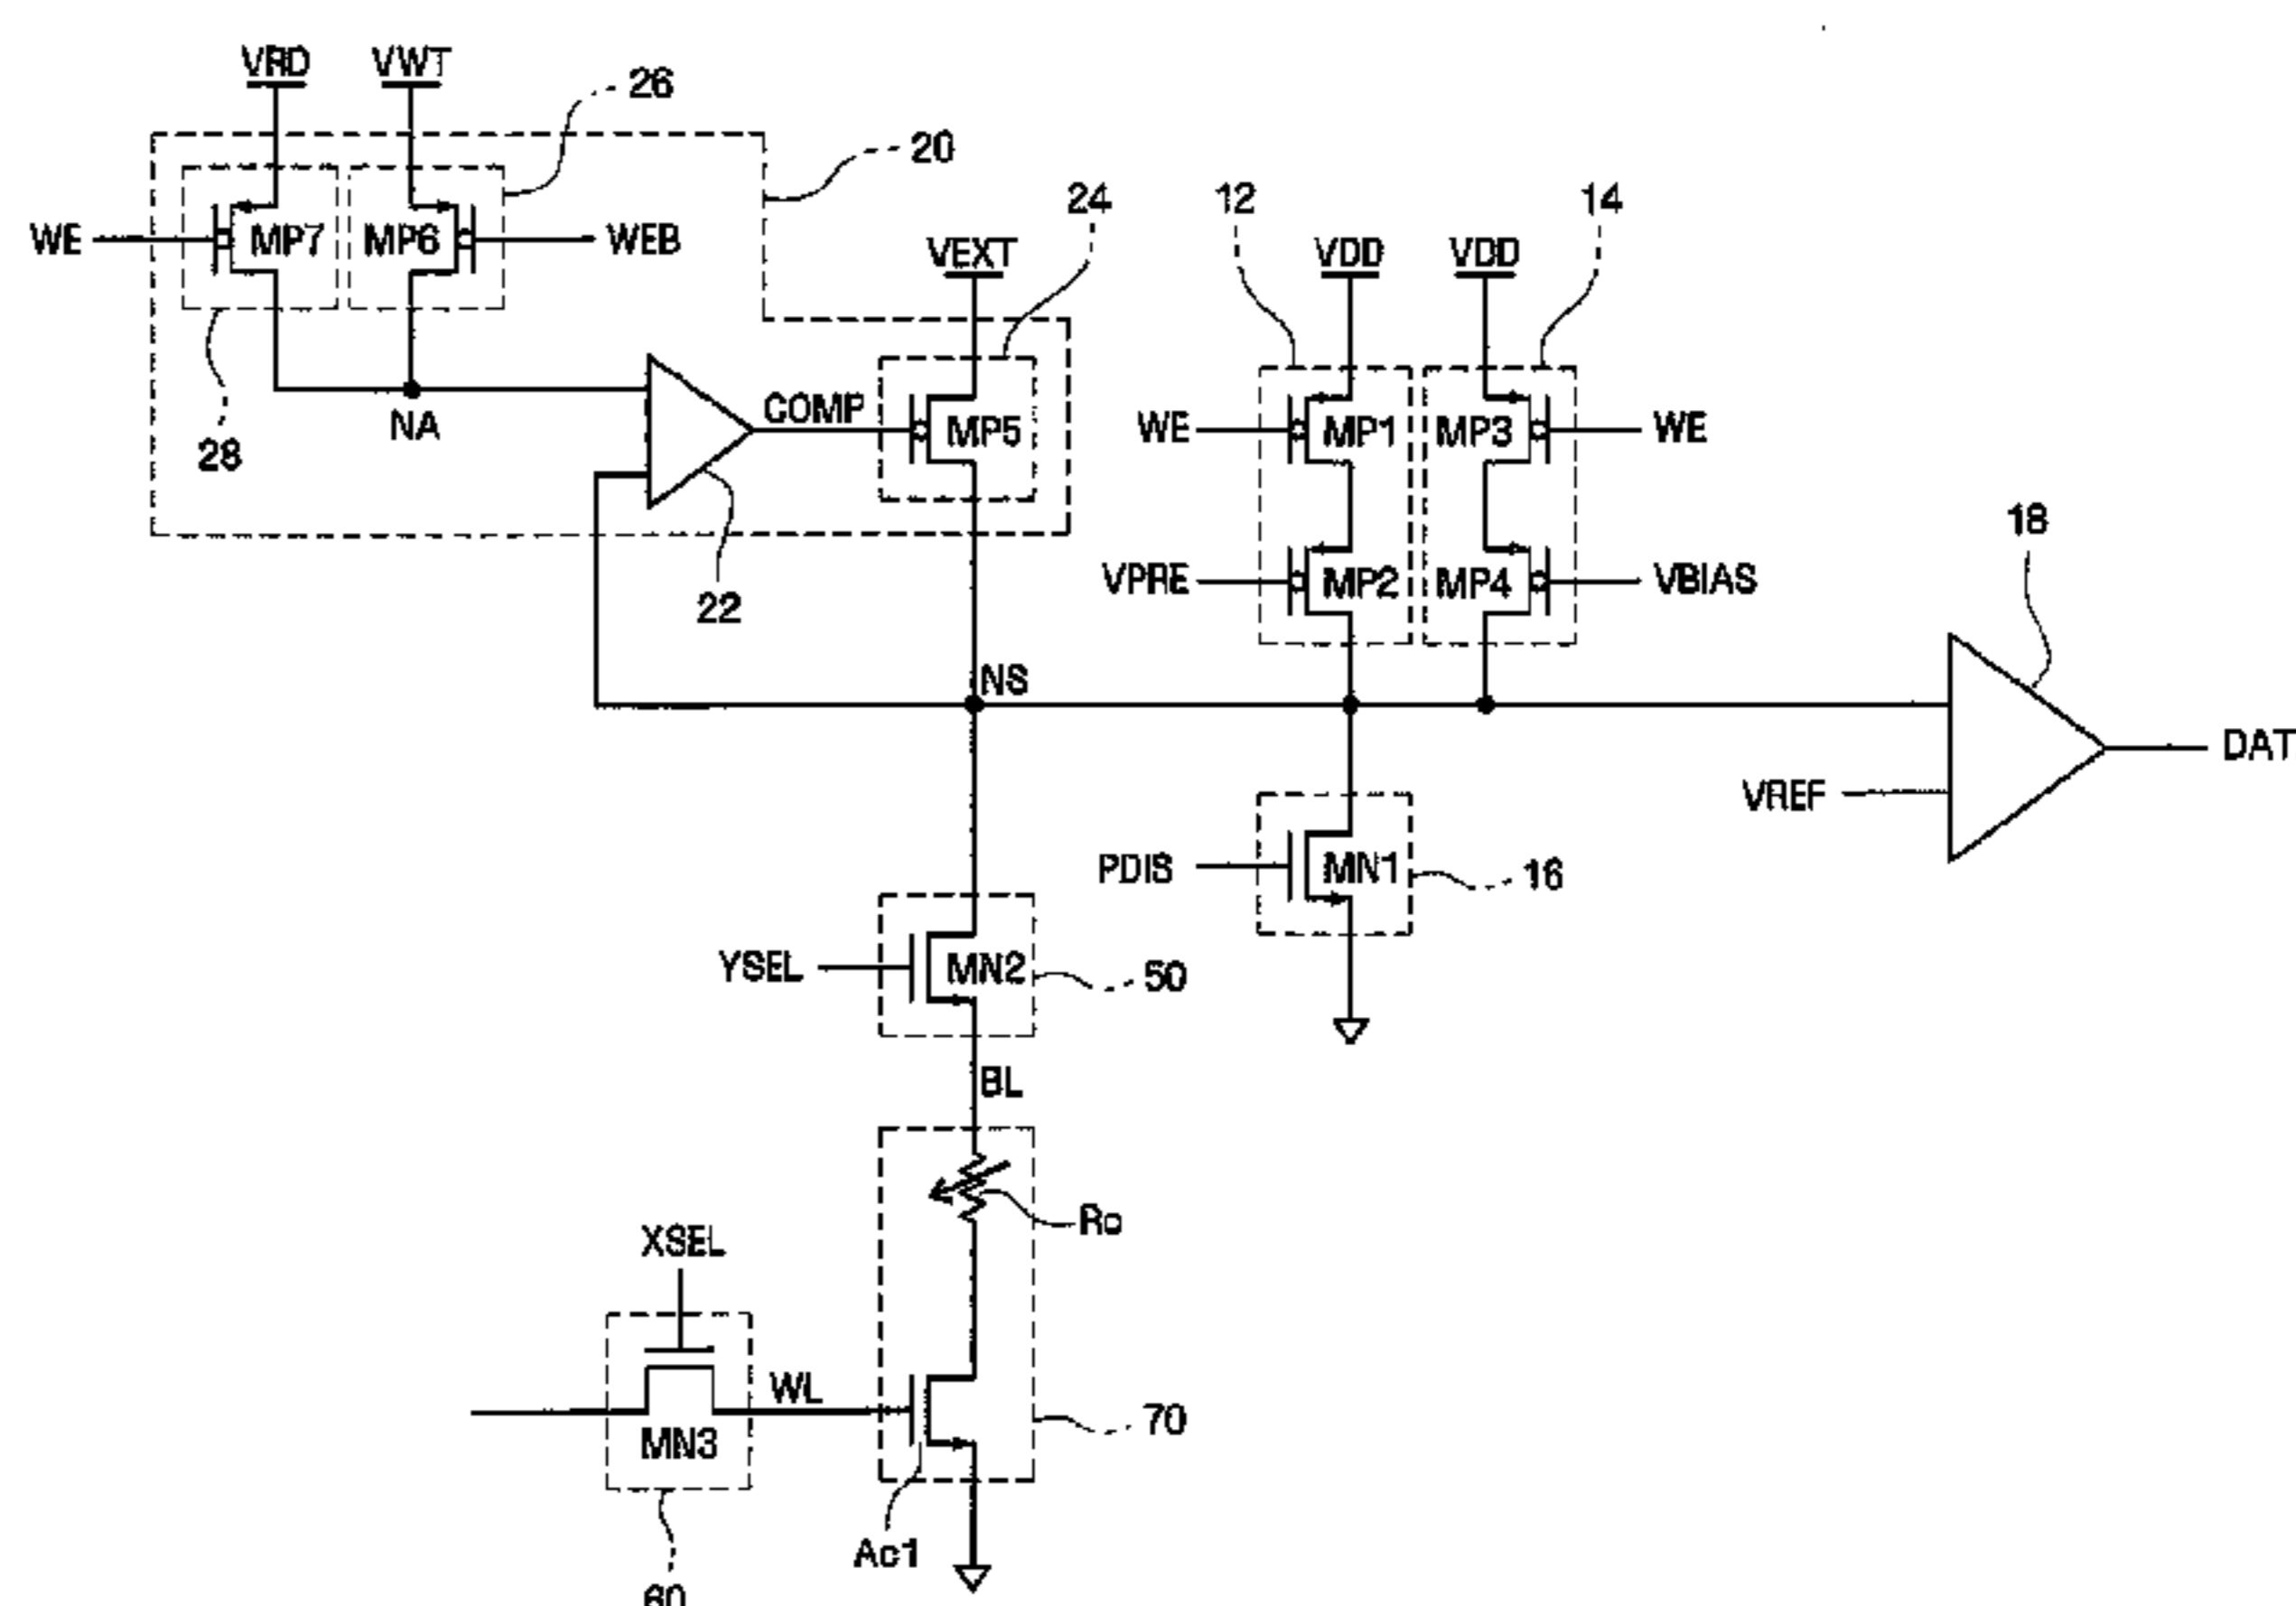 VRD
VWT
26
20
24
12
14
WE
MP7
MP6
WEB
VEXT
VDD
VDD
28
NA
COMP
MP5
WE
MP1
MP3
WE
22
VPRE
MP2
MP4
VBIAS
18
NS
DAT
VREF
PDIS
MN1
16
YSEL
MN2
50
BL
Rc
XSEL
WL
MN3
70
Ac1
60